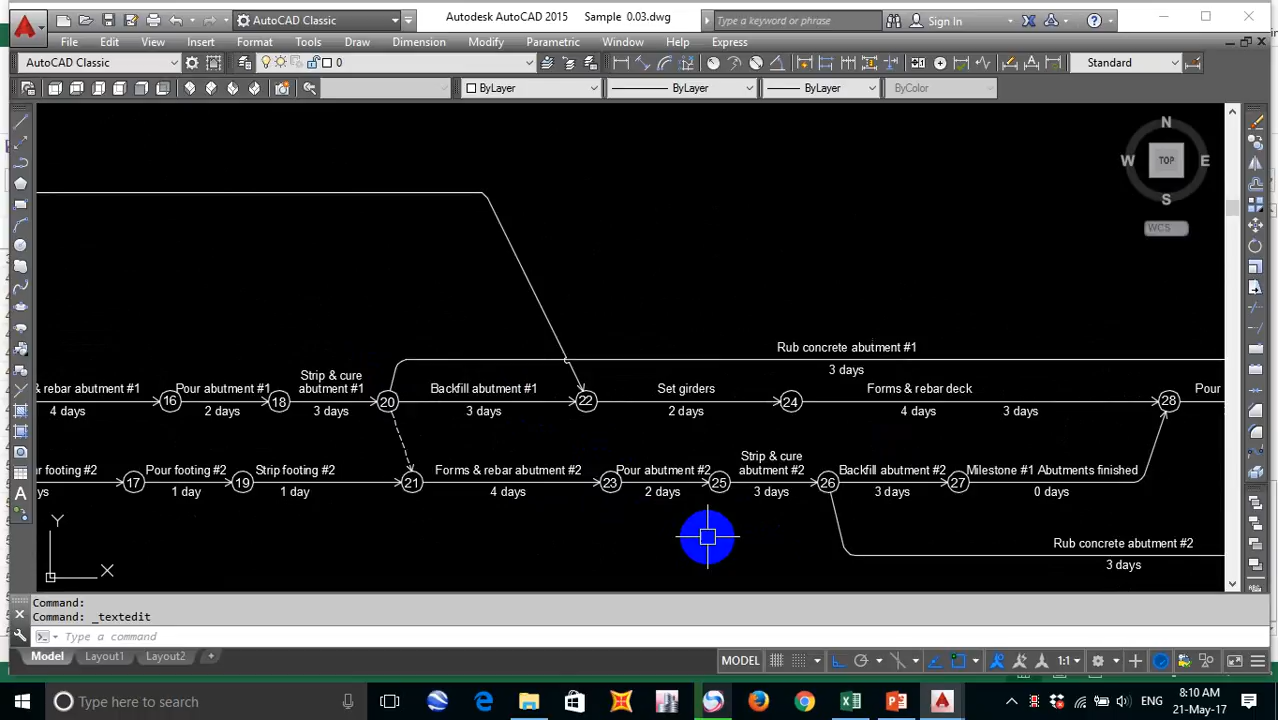 AutoCAD Classic
Autodesk AutoCAD 2015 Sample 0.03.dwg
Type a keyword or phrase
Sign In
File Edit View Insert Format Tools Draw Dimension Modify Parametric Window Help Express
AutoCAD Classic
0
Standard
ByLayer
ByLayer
ByLayer
ByColor
N
W TOP E
S
WCS
Rub concrete abutment #1
3 days
& rebar abutment #1
4 days
16
Pour abutment #1
2 days
18
Strip & cure
abutment #1
3 days
20
Backfill abutment #1
3 days
22
Set girders
2 days
24
Forms & rebar deck
4 days
3 days
28
Pour
r footing #2
ys
17
Pour footing #2
1 day
19
Strip footing #2
1 day
21
Forms & rebar abutment #2
4 days
23
Pour abutment #2
2 days
25
Strip & cure
abutment #2
3 days
26
Backfill abutment #2
3 days
27
Milestone #1 Abutments finished
0 days
Rub concrete abutment #2
3 days
Y
X
Command:
Command: _textedit
Type a command
Model Layout1 Layout2 +
MODEL
1:1
Type here to search
ENG
8:10 AM
21-May-17